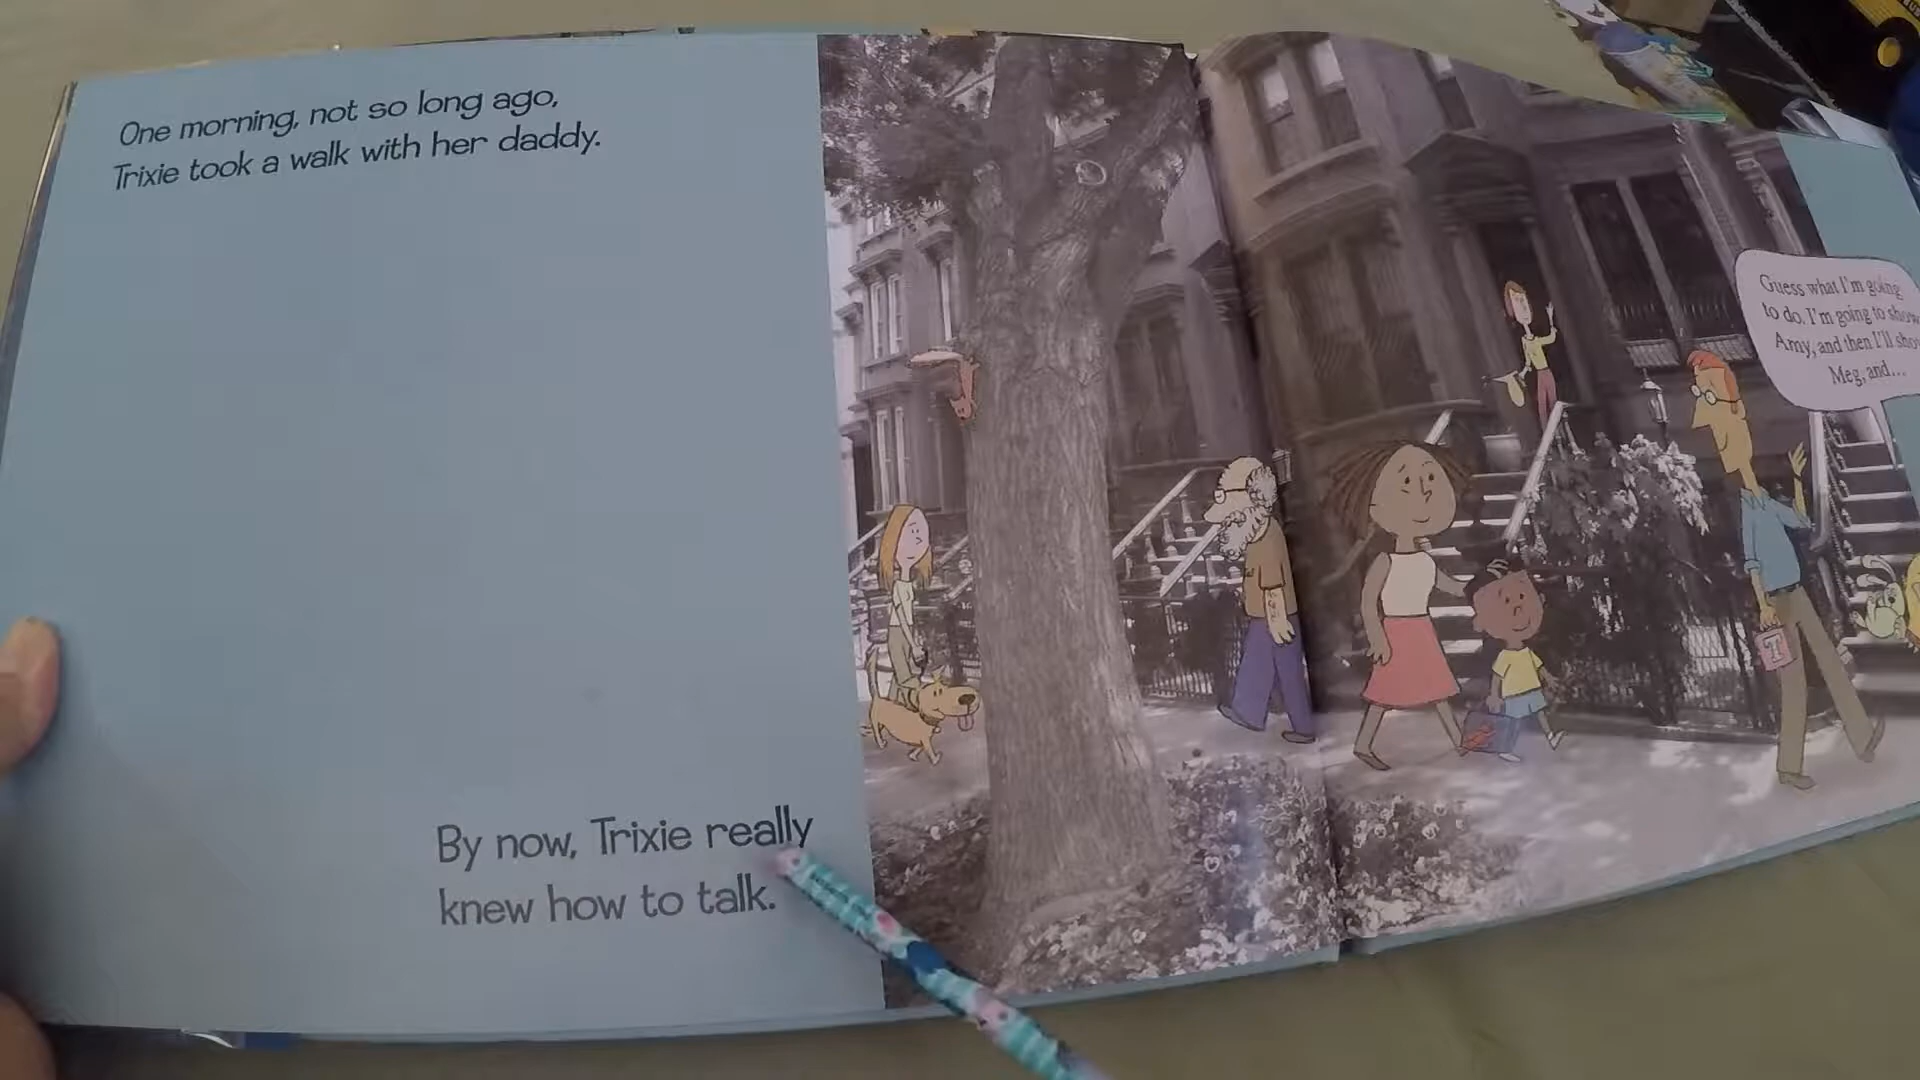 One morning, not so long ago,
Trixie took a walk with her daddy.
By now, Trixie really
knew how to talk.
Guess what I'm going
to do. I'm going to show
Amy, and then I'll
Meg, and...
T